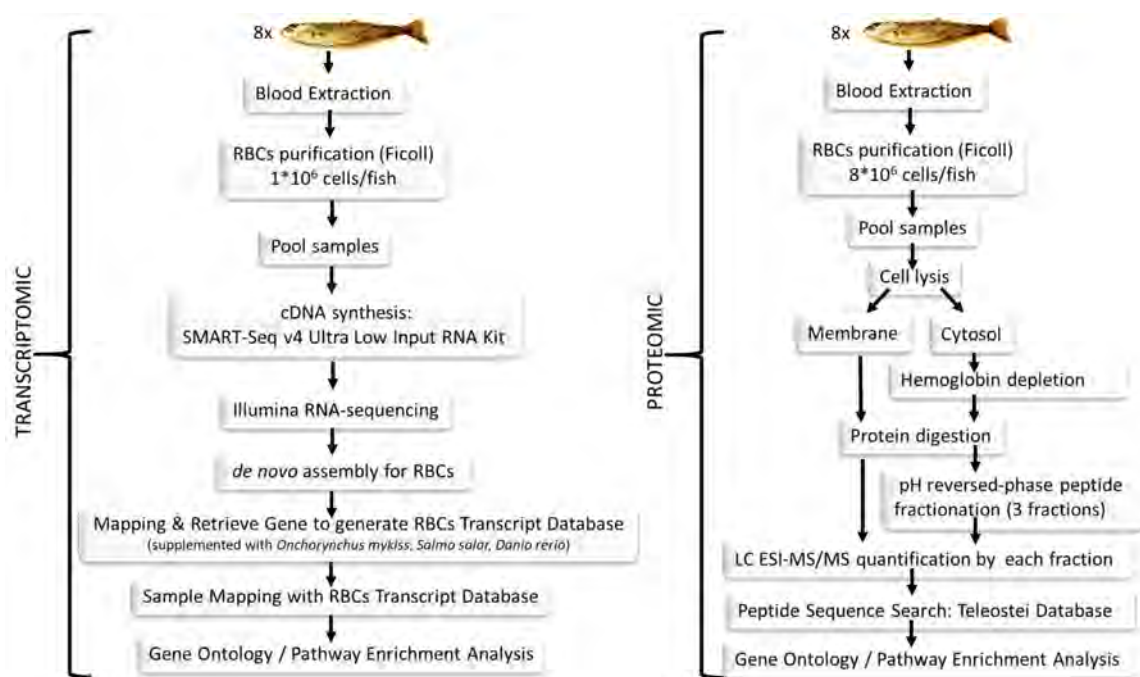 TRANSCRIPTOMIC
8x
Blood Extraction
RBCs purification (Ficoll)
1*10⁶ cells/fish
Pool samples
cDNA synthesis:
SMART-Seq v4 Ultra Low Input RNA Kit
Illumina RNA-sequencing
de novo assembly for RBCs
Mapping & Retrieve Gene to generate RBCs Transcript Database
(supplemented with Onchorynchus mykiss, Salmo salar, Danio rerio)
Sample Mapping with RBCs Transcript Database
Gene Ontology / Pathway Enrichment Analysis
PROTEOMIC
8x
Blood Extraction
RBCs purification (Ficoll)
8*10⁶ cells/fish
Pool samples
Cell lysis
Membrane
Cytosol
Hemoglobin depletion
Protein digestion
pH reversed-phase peptide
fractionation (3 fractions)
LC ESI-MS/MS quantification by each fraction
Peptide Sequence Search: Teleostei Database
Gene Ontology / Pathway Enrichment Analysis